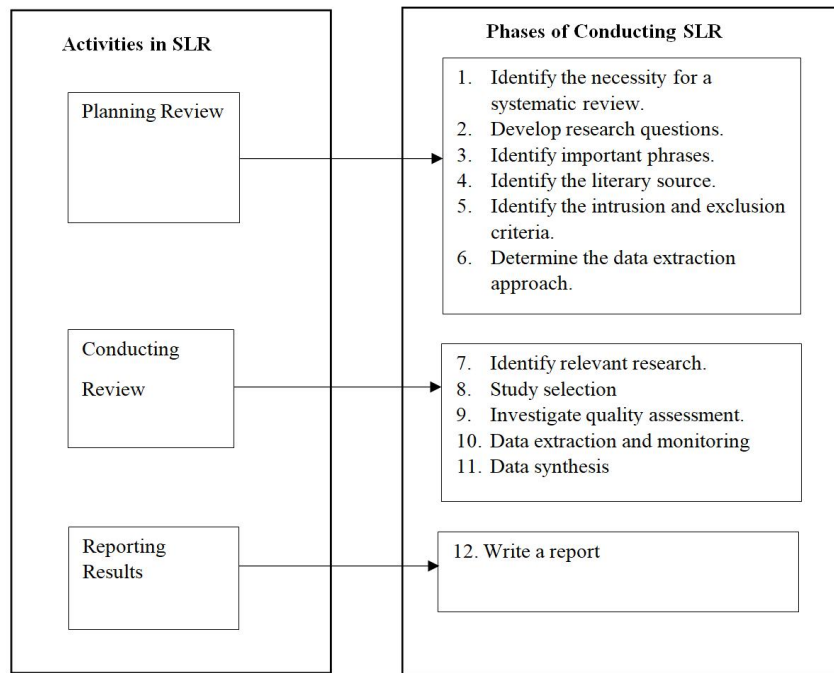 Activities in SLR
Planning Review
Conducting
Review
Reporting
Results
Phases of Conducting SLR
1. Identify the necessity for a
systematic review.
2. Develop research questions.
3. Identify important phrases.
4. Identify the literary source.
5. Identify the intrusion and exclusion
criteria.
6. Determine the data extraction
approach.
7. Identify relevant research.
8. Study selection
9. Investigate quality assessment.
10. Data extraction and monitoring
11. Data synthesis
12. Write a report